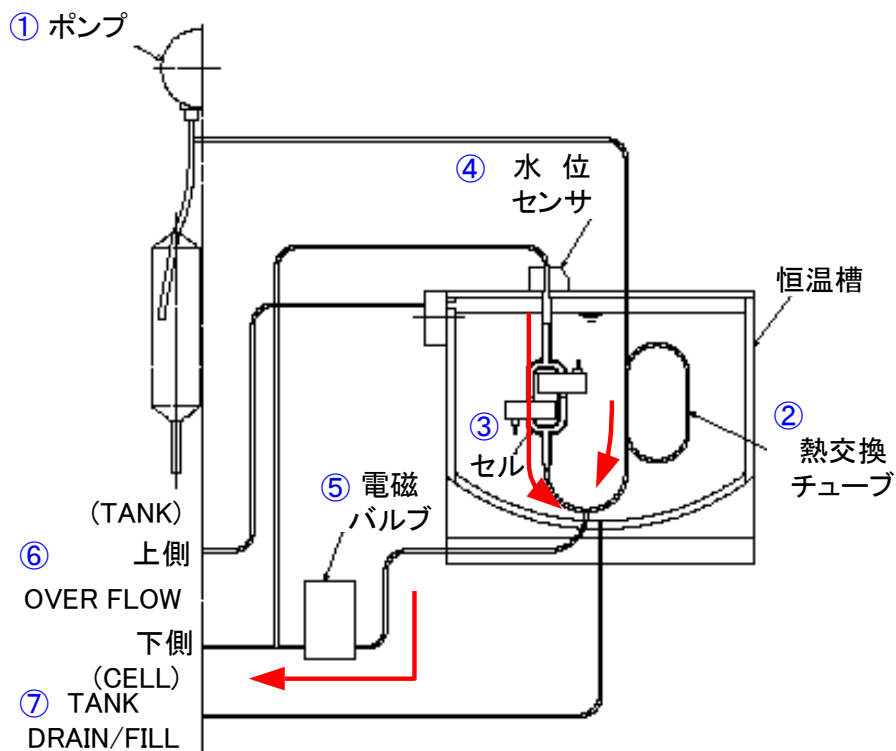 ① ポンプ
④ 水 位
センサ
恒温槽
②
熱交換
チューブ
③
セル
⑤ 電磁
バルブ
(TANK)
⑥ 上側
OVER FLOW
下側
(CELL)
⑦ TANK
DRAIN/FILL